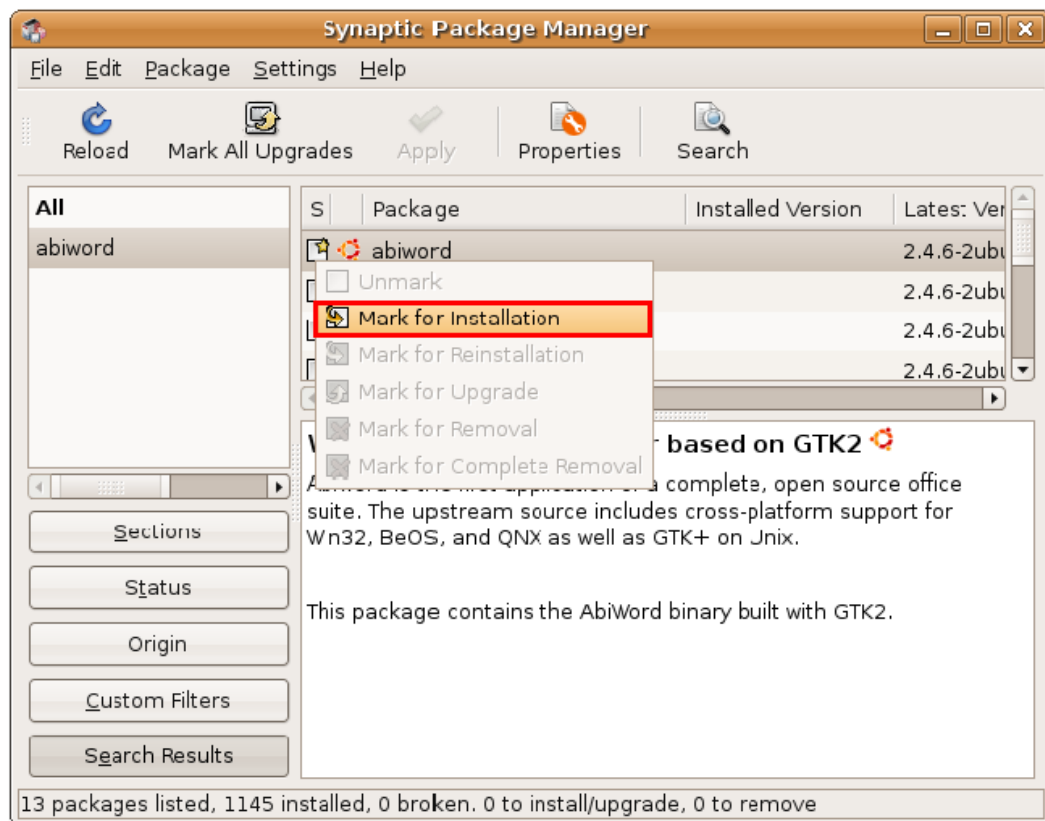 Synaptic Package Manager
File Edit Package Settings Help
Reload Mark All Upgrades Apply Properties Search
All
abiword
S Package Installed Version Latest Ver
abiword 2.4.6-2ubu
2.4.6-2ubu
2.4.6-2ubu
2.4.6-2ubu
Unmark
Mark for Installation
Mark for Reinstallation
Mark for Upgrade
Mark for Removal
Mark for Complete Removal
based on GTK2
a complete, open source office
suite. The upstream source includes cross-platform support for
Wn32, BeOS, and QNX as well as GTK+ on Unix.
This package contains the AbiWord binary built with GTK2.
Sections
Status
Origin
Custom Filters
Search Results
13 packages listed, 1145 installed, 0 broken. 0 to install/upgrade, 0 to remove